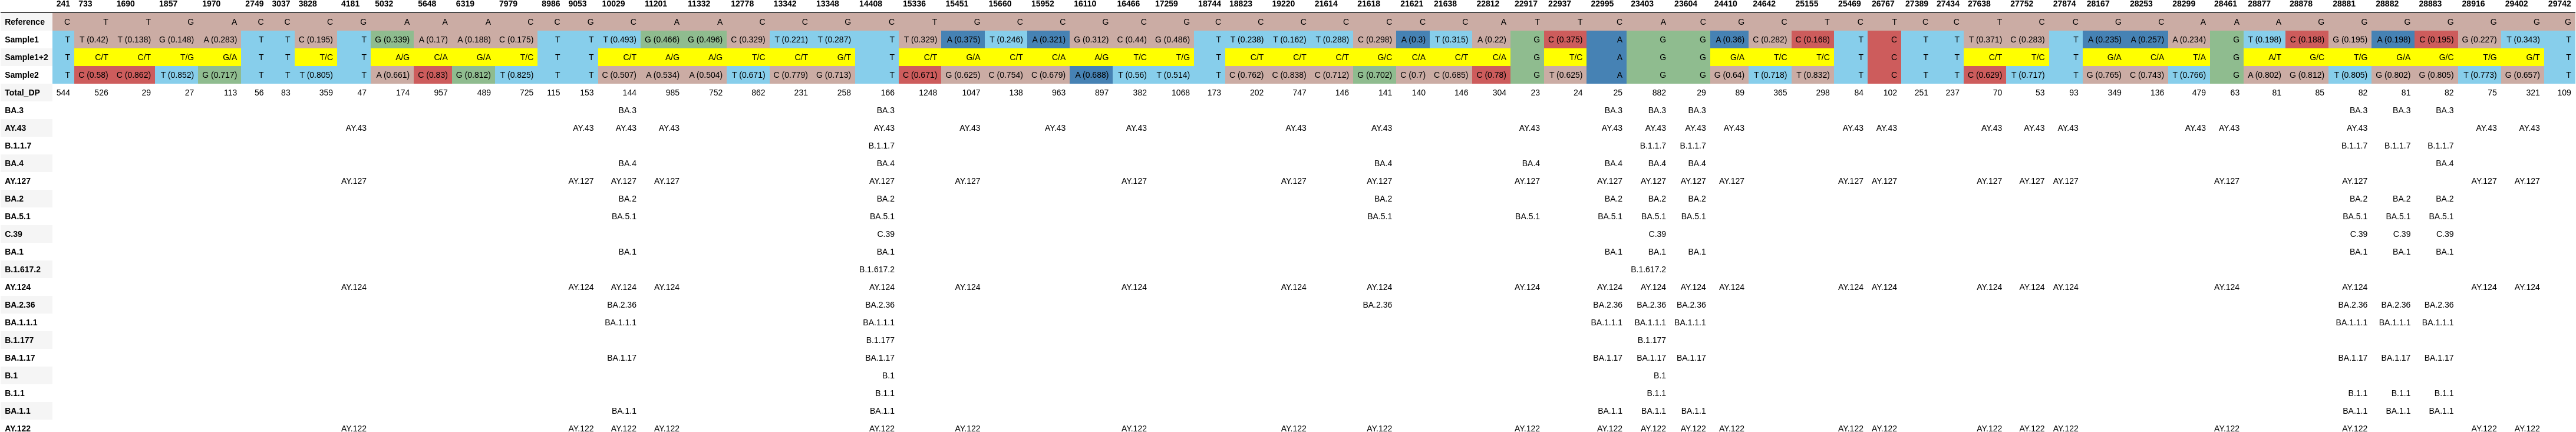 241 733 1690 1857 1970 2749 3037 3828 4181 5032 5648 6319 7979 8986 9053 10029 11201 11332 12778 13342 13348 14408 15336 15451 15660 15952 16110 16466 17259 18744 18823 19220 21614 21618 21621 21638 22812 22917 22937 22995 23403 23604 24410 24642 25155 25469 26767 27389 27434 27638 27752 27874 28167 28253 28299 28461 28877 28878 28881 28882 28883 28916 29402 29742
Reference C T T G A C C C G A A A C C G C A A C C G C T G C C C C G C C C C C C C A T T C A C G C T C T C C T C C G C A A A G G G G G G G
Sample1 T T (0.42) T (0.138) G (0.148) A (0.283) T T C (0.195) T G (0.339) A (0.17) A (0.188) C (0.175) T T T (0.493) G (0.466) G (0.496) C (0.329) T (0.221) T (0.287) T T (0.329) A (0.375) T (0.246) A (0.321) G (0.312) C (0.44) G (0.486) T T (0.238) T (0.162) T (0.288) C (0.298) A (0.3) T (0.315) A (0.22) G C (0.375) A G G A (0.36) C (0.282) C (0.168) T C T T T (0.371) C (0.283) T A (0.235) A (0.257) A (0.234) G T (0.198) C (0.188) G (0.195) A (0.198) C (0.195) G (0.227) T (0.343) T
Sample1+2 T C/T C/T T/G G/A T T T/C T A/G C/A G/A T/C T T C/T A/G A/G T/C C/T G/T T C/T G/A C/T C/A A/G T/C T/G T C/T C/T C/T G/C C/A C/T C/A G T/C A G G G/A T/C T/C T C T T C/T T/C T G/A C/A T/A G A/T G/C T/G G/A G/C T/G G/T T
Sample2 T C (0.58) C (0.862) T (0.852) G (0.717) T T T (0.805) T A (0.661) C (0.83) G (0.812) T (0.825) T T C (0.507) A (0.534) A (0.504) T (0.671) C (0.779) G (0.713) T C (0.671) G (0.625) C (0.754) C (0.679) A (0.688) T (0.56) T (0.514) T C (0.762) C (0.838) C (0.712) G (0.702) C (0.7) C (0.685) C (0.78) G T (0.625) A G G G (0.64) T (0.718) T (0.832) T C T T C (0.629) T (0.717) T G (0.765) C (0.743) T (0.766) G A (0.802) G (0.812) T (0.805) G (0.802) G (0.805) T (0.773) G (0.657) T
Total_DP 544 526 29 27 113 56 83 359 47 174 957 489 725 115 153 144 985 752 862 231 258 166 1248 1047 138 963 897 382 1068 173 202 747 146 141 140 146 304 23 24 25 882 29 89 365 298 84 102 251 237 70 53 93 349 136 479 63 81 85 82 81 82 75 321 109
BA.3 BA.3 BA.3 BA.3 BA.3 BA.3 BA.3 BA.3 BA.3
AY.43 AY.43 AY.43 AY.43 AY.43 AY.43 AY.43 AY.43 AY.43 AY.43 AY.43 AY.43 AY.43 AY.43 AY.43 AY.43 AY.43 AY.43 AY.43 AY.43 AY.43 AY.43 AY.43 AY.43 AY.43 AY.43
B.1.1.7 B.1.1.7 B.1.1.7 B.1.1.7 B.1.1.7 B.1.1.7 B.1.1.7
BA.4 BA.4 BA.4 BA.4 BA.4 BA.4 BA.4 BA.4 BA.4
AY.127 AY.127 AY.127 AY.127 AY.127 AY.127 AY.127 AY.127 AY.127 AY.127 AY.127 AY.127 AY.127 AY.127 AY.127 AY.127 AY.127 AY.127 AY.127 AY.127 AY.127 AY.127 AY.127 AY.127
BA.2 BA.2 BA.2 BA.2 BA.2 BA.2 BA.2 BA.2 BA.2 BA.2
BA.5.1 BA.5.1 BA.5.1 BA.5.1 BA.5.1 BA.5.1 BA.5.1 BA.5.1 BA.5.1 BA.5.1 BA.5.1
C.39 C.39 C.39 C.39 C.39 C.39
BA.1 BA.1 BA.1 BA.1 BA.1 BA.1 BA.1 BA.1 BA.1
B.1.617.2 B.1.617.2 B.1.617.2
AY.124 AY.124 AY.124 AY.124 AY.124 AY.124 AY.124 AY.124 AY.124 AY.124 AY.124 AY.124 AY.124 AY.124 AY.124 AY.124 AY.124 AY.124 AY.124 AY.124 AY.124 AY.124 AY.124 AY.124
BA.2.36 BA.2.36 BA.2.36 BA.2.36 BA.2.36 BA.2.36 BA.2.36 BA.2.36 BA.2.36 BA.2.36
BA.1.1.1 BA.1.1.1 BA.1.1.1 BA.1.1.1 BA.1.1.1 BA.1.1.1 BA.1.1.1 BA.1.1.1 BA.1.1.1
B.1.177 B.1.177 B.1.177
BA.1.17 BA.1.17 BA.1.17 BA.1.17 BA.1.17 BA.1.17 BA.1.17 BA.1.17 BA.1.17
B.1 B.1 B.1
B.1.1 B.1.1 B.1.1 B.1.1 B.1.1 B.1.1
BA.1.1 BA.1.1 BA.1.1 BA.1.1 BA.1.1 BA.1.1 BA.1.1 BA.1.1 BA.1.1
AY.122 AY.122 AY.122 AY.122 AY.122 AY.122 AY.122 AY.122 AY.122 AY.122 AY.122 AY.122 AY.122 AY.122 AY.122 AY.122 AY.122 AY.122 AY.122 AY.122 AY.122 AY.122 AY.122 AY.122